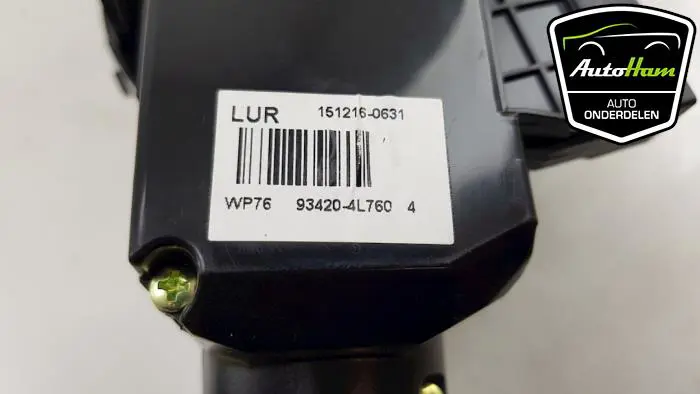 LUR 151216-0631
WP76 93420-4L760 4
AutoHam
AUTO
ONDERDELEN